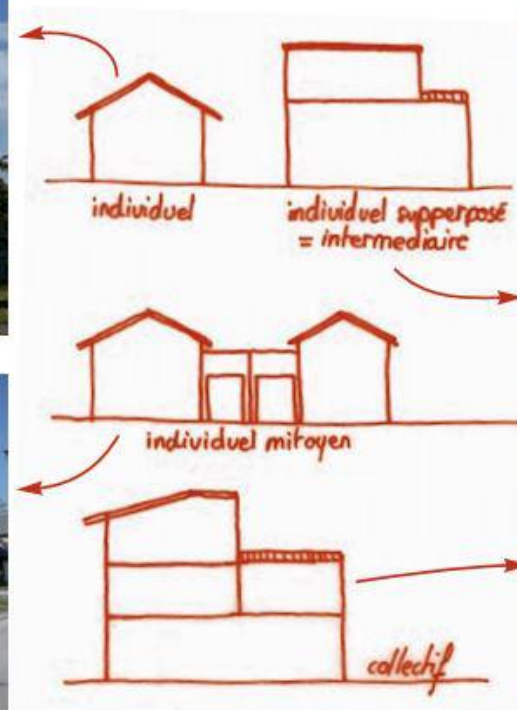 individuel
individuel supperposé
= intermediaire
individuel mitoyen
collectif